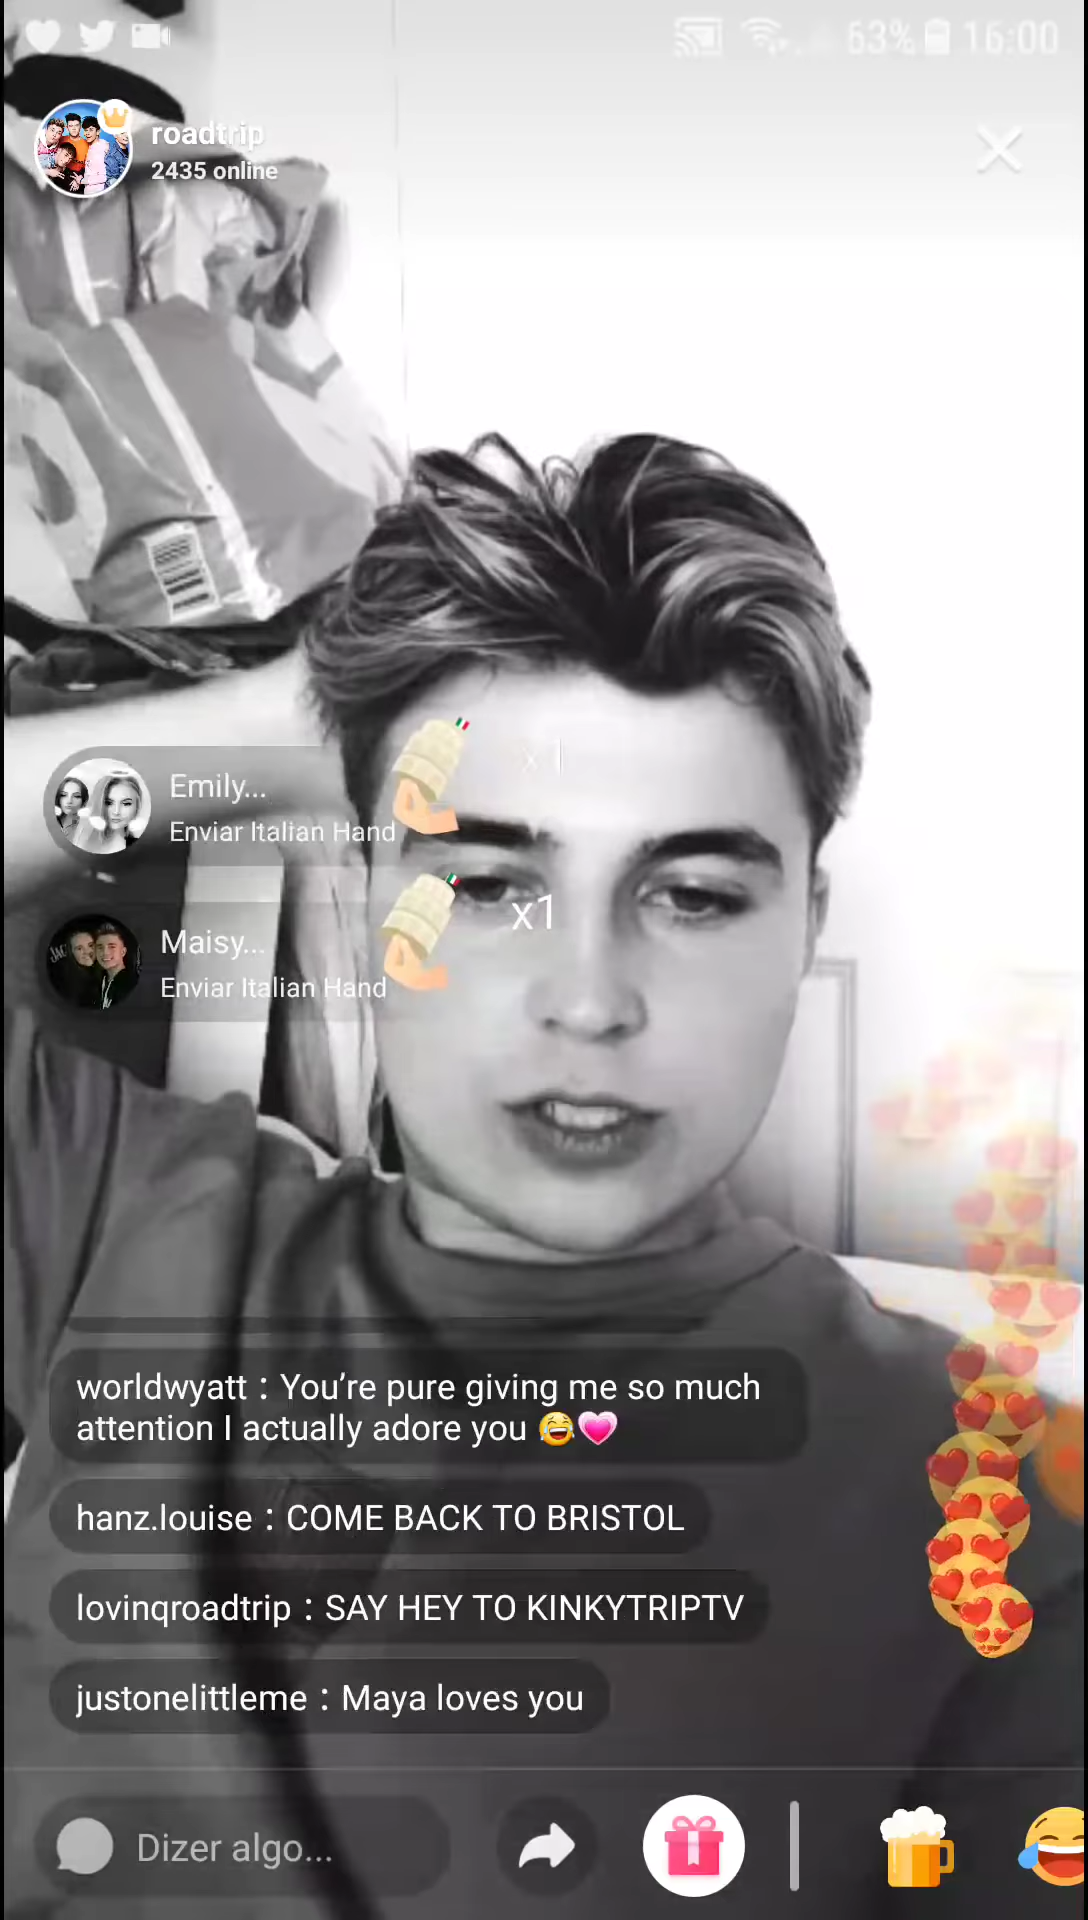 63% 16:00
roadtrip
2435 online
Emily...
x1
Enviar Italian Hand
x1
Maisy...
Enviar Italian Hand
worldwyatt : You’re pure giving me so much
attention I actually adore you 😂💗
hanz.louise : COME BACK TO BRISTOL
lovinqroadtrip : SAY HEY TO KINKYTRIPTV
justonelittleme : Maya loves you
Dizer algo...